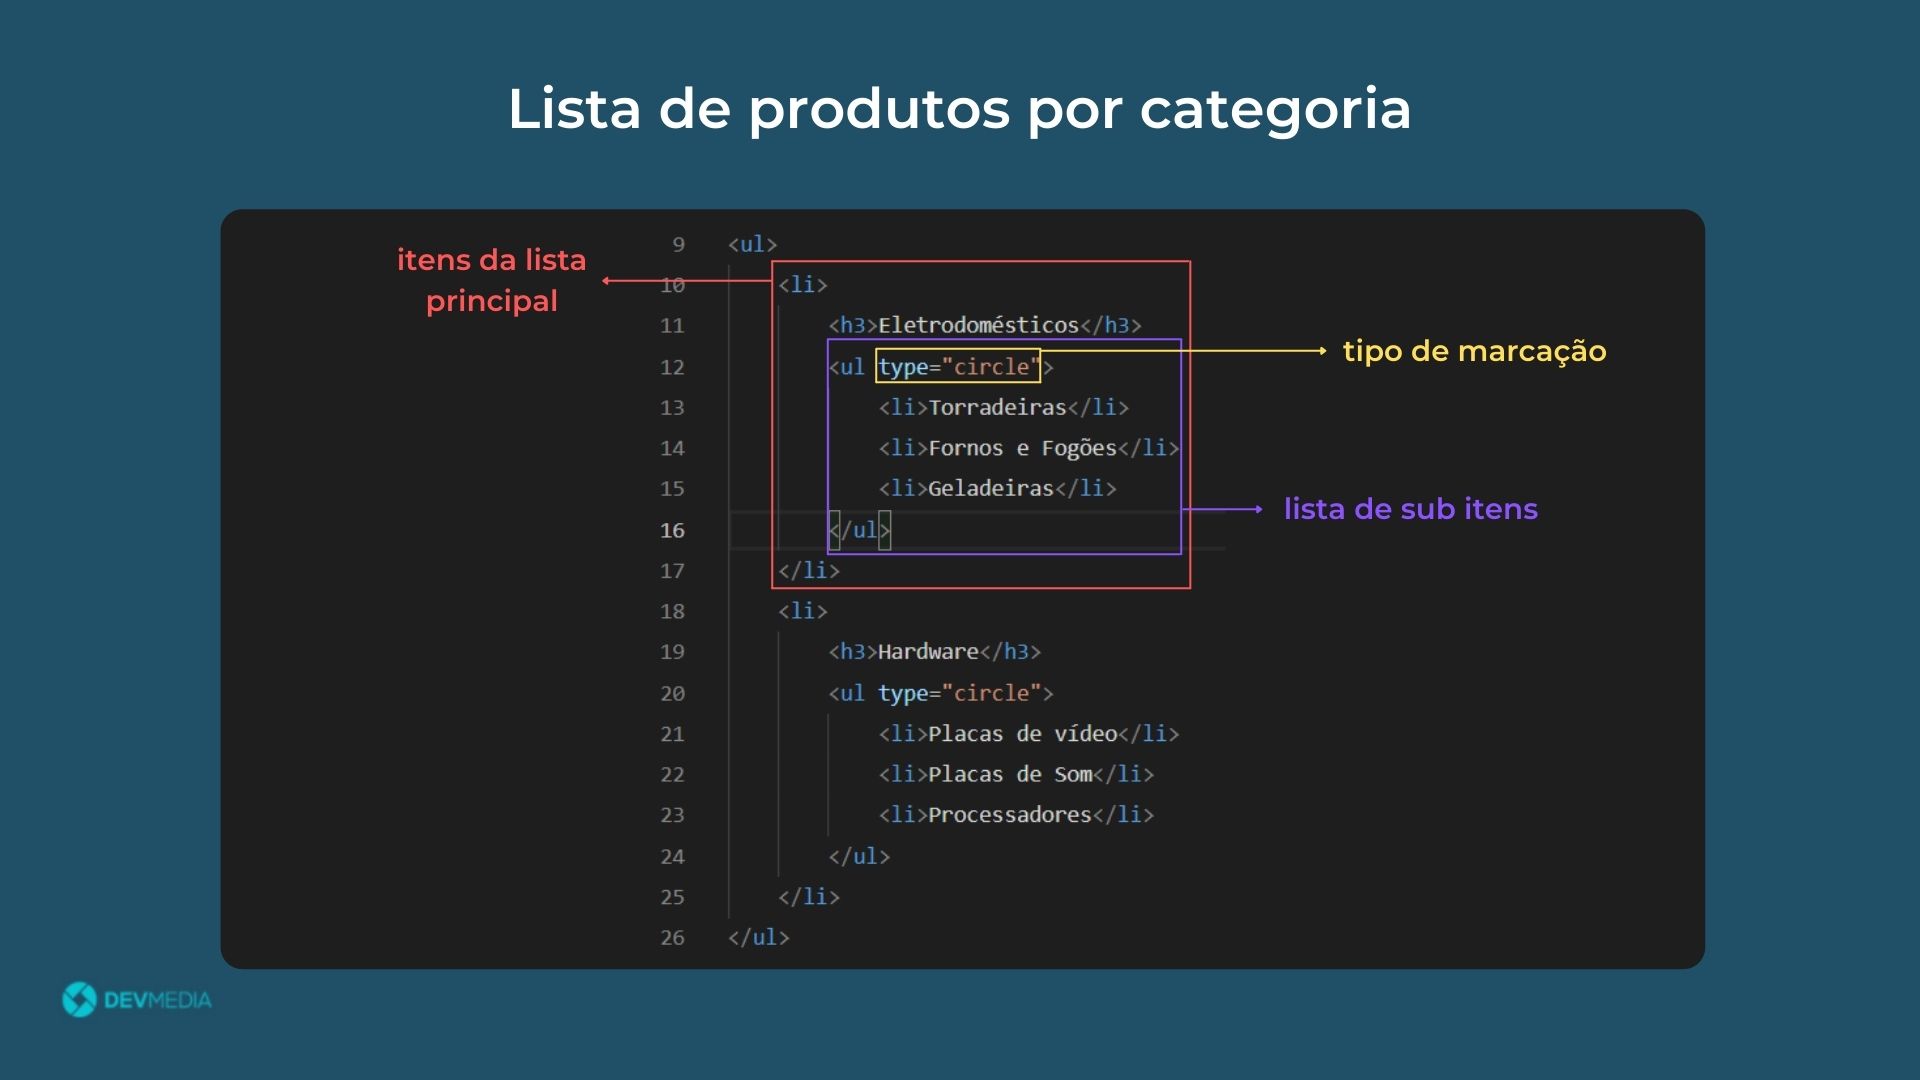 Lista de produtos por categoria
itens da lista
principal
9 <ul>
10 <li>
11 <h3>Eletrodomésticos</h3>
12 <ul type="circle">
tipo de marcação
13 <li>Torradeiras</li>
14 <li>Fornos e Fogões</li>
15 <li>Geladeiras</li>
lista de sub itens
16 </ul>
17 </li>
18 <li>
19 <h3>Hardware</h3>
20 <ul type="circle">
21 <li>Placas de vídeo</li>
22 <li>Placas de Som</li>
23 <li>Processadores</li>
24 </ul>
25 </li>
26 </ul>
DEVMEDIA